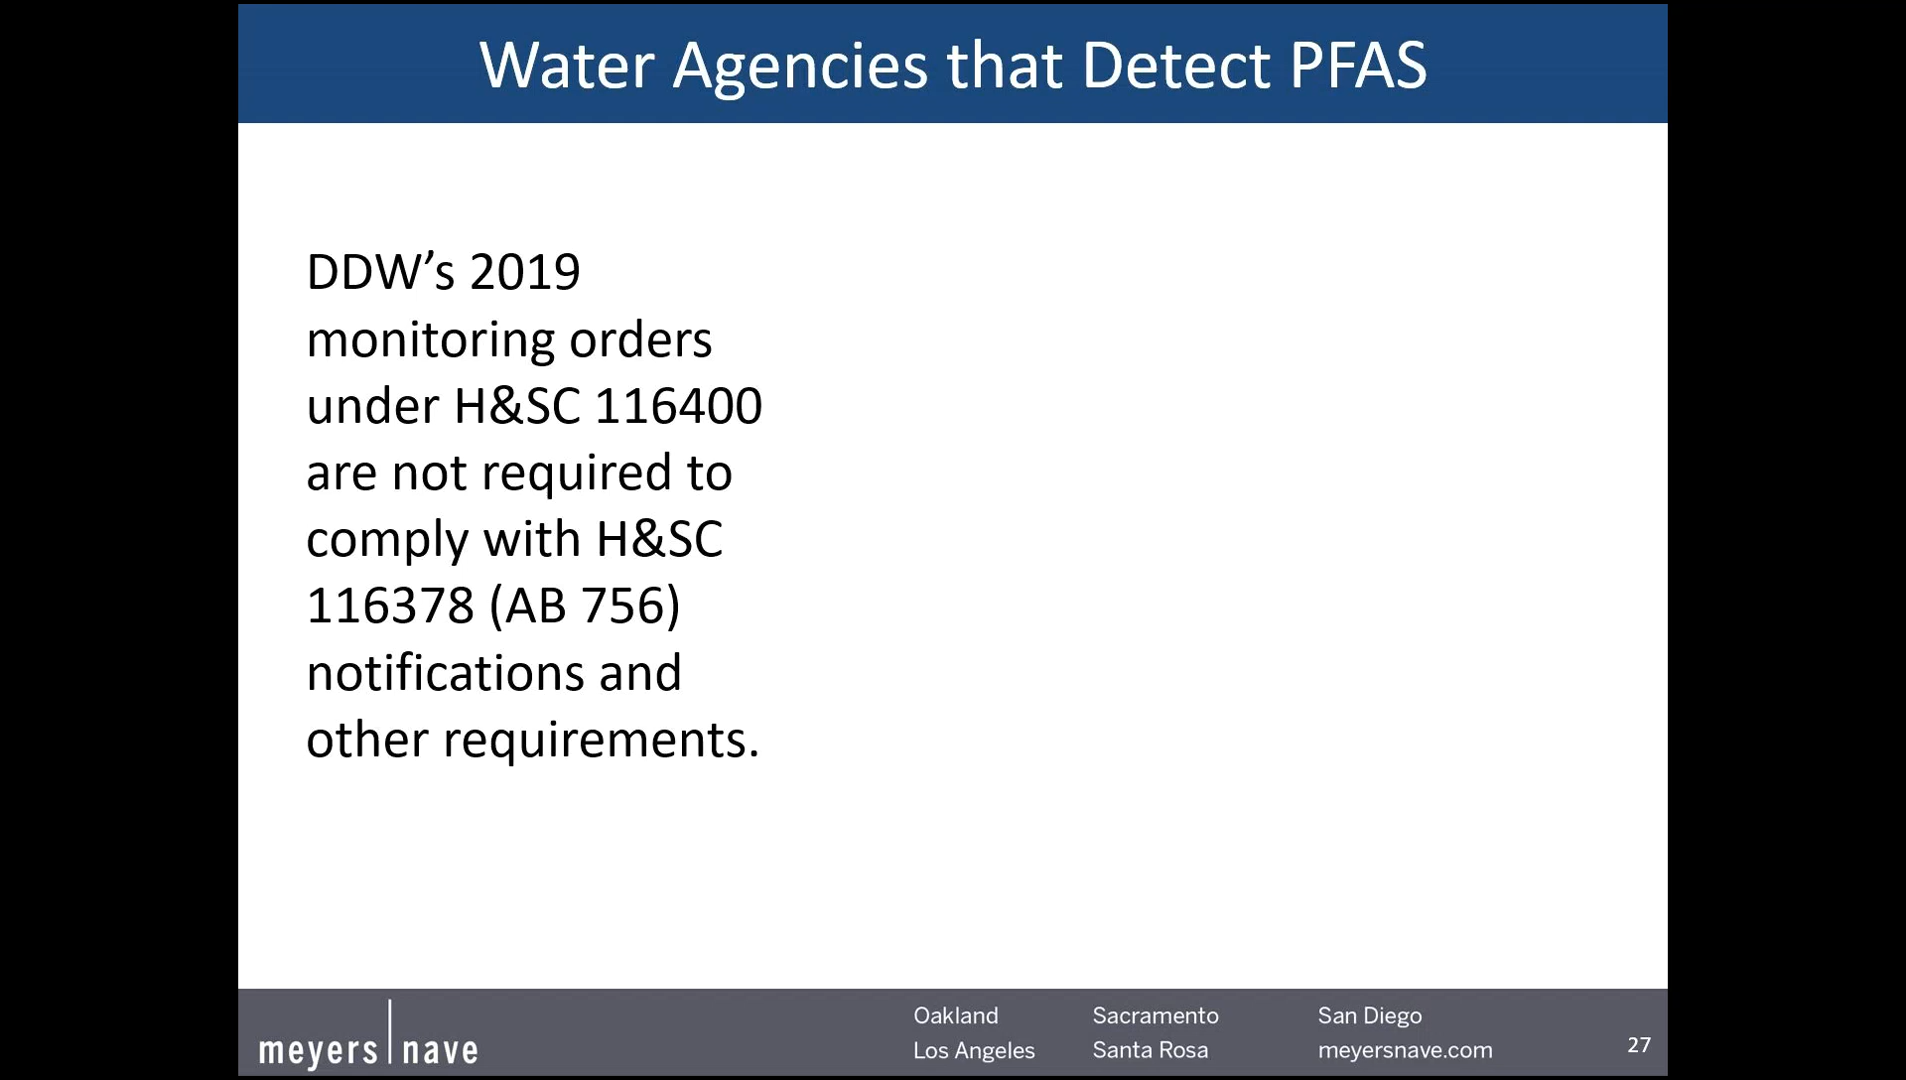 Water Agencies that Detect PFAS
DDW’s 2019
monitoring orders
under H&SC 116400
are not required to
comply with H&SC
116378 (AB 756)
notifications and
other requirements.
meyers nave
Oakland
Los Angeles
Sacramento
Santa Rosa
San Diego
meyersnave.com
27